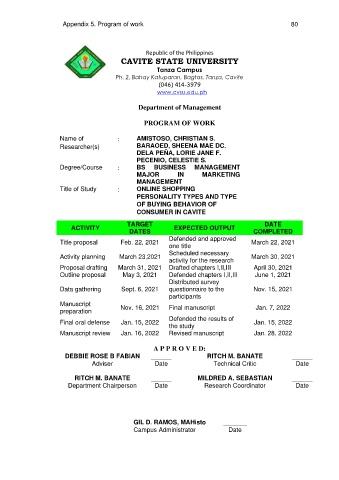 Appendix 5. Program of work 80
Republic of the Philippines
CAVITE STATE UNIVERSITY
Tanza Campus
Ph. 2, Bahay Katuparan, Bagtas, Tanza, Cavite
(046) 414-3979
www.cvsu.edu.ph
Department of Management
PROGRAM OF WORK
Name of Researcher(s) : AMISTOSO, CHRISTIAN S.
BARAOED, SHEENA MAE DC.
DELA PEÑA, LORIE JANE F.
PECENIO, CELESTIE S.
Degree/Course : BS BUSINESS MANAGEMENT
MAJOR IN MARKETING
MANAGEMENT
Title of Study : ONLINE SHOPPING
PERSONALITY TYPES AND TYPE
OF BUYING BEHAVIOR OF
CONSUMER IN CAVITE
ACTIVITY TARGET DATES EXPECTED OUTPUT DATE COMPLETED
Title proposal Feb. 22, 2021 Defended and approved one title March 22, 2021
Activity planning March 23,2021 Scheduled necessary activity for the research March 30, 2021
Proposal drafting March 31, 2021 Drafted chapters I,II,III April 30, 2021
Outline proposal May 3, 2021 Defended chapters I,II,III June 1, 2021
Data gathering Sept. 6, 2021 Distributed survey questionnaire to the participants Nov. 15, 2021
Manuscript preparation Nov. 16, 2021 Final manuscript Jan, 7, 2022
Final oral defense Jan. 15, 2022 Defended the results of the study Jan. 15, 2022
Manuscript review Jan. 16, 2022 Revised manuscript Jan. 28, 2022
A P P R O V E D:
DEBBIE ROSE B FABIAN ______ RITCH M. BANATE ______
Adviser Date Technical Critic Date
RITCH M. BANATE ______ MILDRED A. SEBASTIAN ______
Department Chairperson Date Research Coordinator Date
GIL D. RAMOS, MAHisto ______
Campus Administrator Date